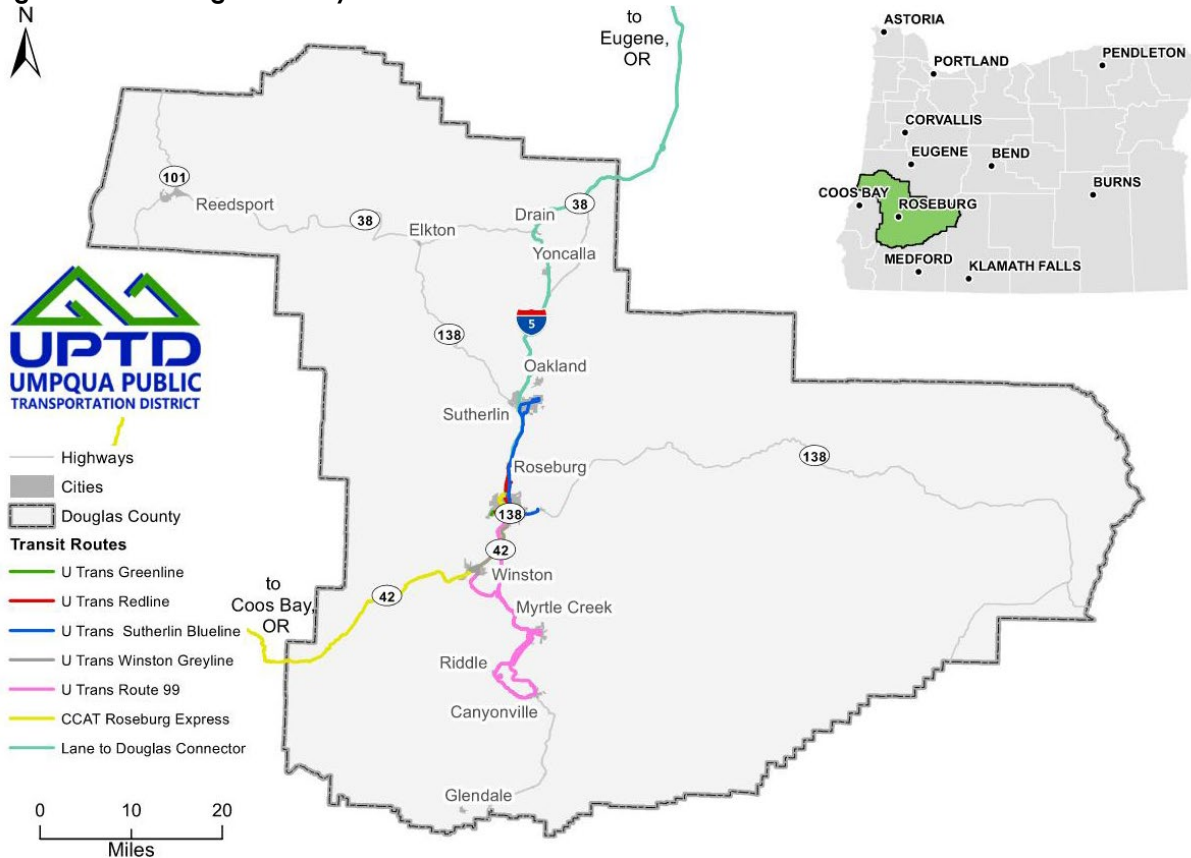 N
to
Eugene,
OR
101
Reedsport
38
Elkton
Drain
38
Yoncalla
138
5
Oakland
Sutherlin
Roseburg
138
138
42
Winston
42
to
Coos Bay,
OR
Myrtle Creek
Riddle
Canyonville
Glendale
ASTORIA
PORTLAND
PENDLETON
CORVALLIS
EUGENE
BEND
BURNS
COOS BAY
ROSEBURG
MEDFORD
KLAMATH FALLS
UPTD
UMPQUA PUBLIC
TRANSPORTATION DISTRICT
Highways
Cities
Douglas County
Transit Routes
U Trans Greenline
U Trans Redline
U Trans Sutherlin Blueline
U Trans Winston Greyline
U Trans Route 99
CCAT Roseburg Express
Lane to Douglas Connector
0 10 20
Miles